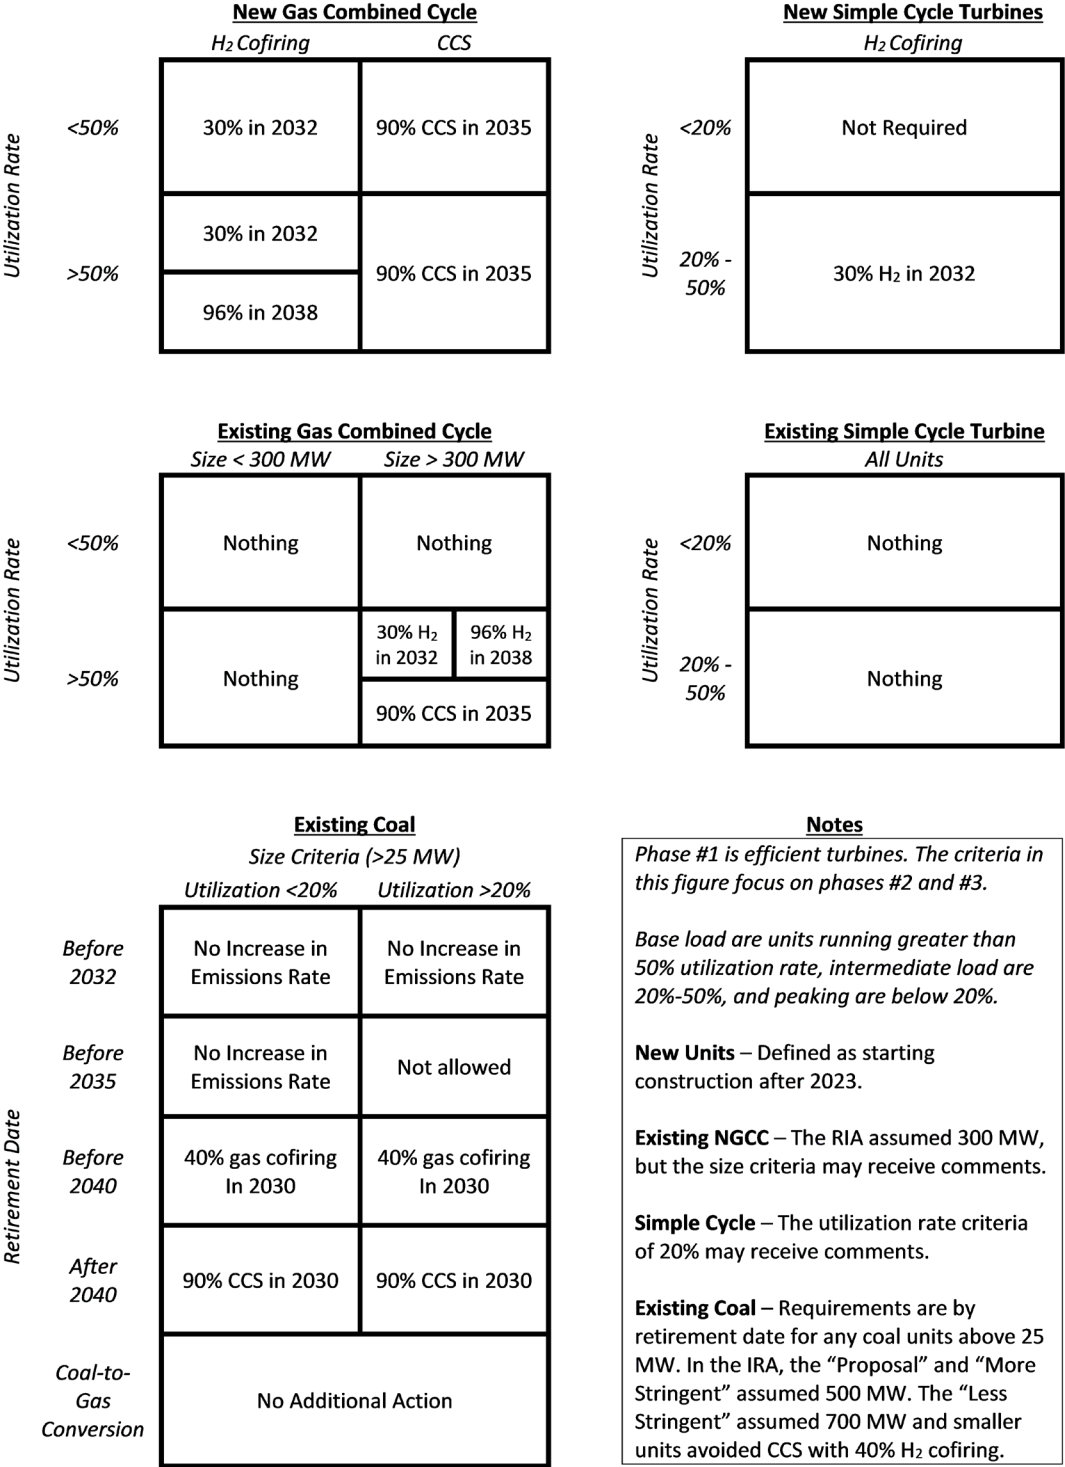 New Gas Combined Cycle
H2 Cofiring
CCS
Utilization Rate
<50%
30% in 2032
90% CCS in 2035
>50%
30% in 2032
96% in 2038
90% CCS in 2035
New Simple Cycle Turbines
H2 Cofiring
Utilization Rate
<20%
Not Required
20% -
50%
30% H2 in 2032
Existing Gas Combined Cycle
Size < 300 MW
Size > 300 MW
Utilization Rate
<50%
Nothing
Nothing
>50%
Nothing
30% H2
in 2032
96% H2
in 2038
90% CCS in 2035
Existing Simple Cycle Turbine
All Units
Utilization Rate
<20%
Nothing
20% -
50%
Nothing
Existing Coal
Size Criteria (>25 MW)
Utilization <20%
Utilization >20%
Retirement Date
Before
2032
No Increase in
Emissions Rate
No Increase in
Emissions Rate
Before
2035
No Increase in
Emissions Rate
Not allowed
Before
2040
40% gas cofiring
In 2030
40% gas cofiring
In 2030
After
2040
90% CCS in 2030
90% CCS in 2030
Coal-to-
Gas
Conversion
No Additional Action
Notes
Phase #1 is efficient turbines. The criteria in
this figure focus on phases #2 and #3.
Base load are units running greater than
50% utilization rate, intermediate load are
20%-50%, and peaking are below 20%.
New Units – Defined as starting
construction after 2023.
Existing NGCC – The RIA assumed 300 MW,
but the size criteria may receive comments.
Simple Cycle – The utilization rate criteria
of 20% may receive comments.
Existing Coal – Requirements are by
retirement date for any coal units above 25
MW. In the IRA, the “Proposal” and “More
Stringent” assumed 500 MW. The “Less
Stringent” assumed 700 MW and smaller
units avoided CCS with 40% H2 cofiring.